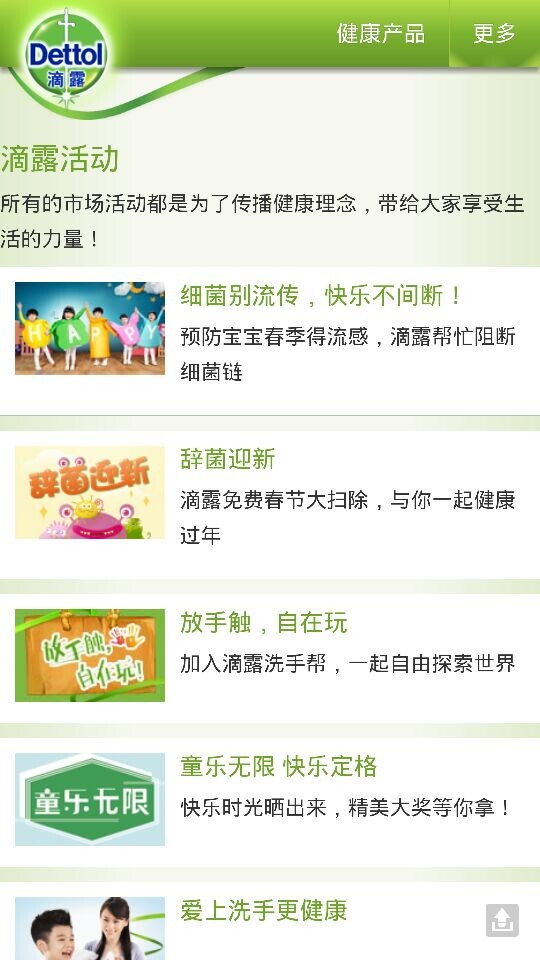 Dettol
滴露
健康产品
更多
滴露活动
所有的市场活动都是为了传播健康理念，带给大家享受生
活的力量！
HAPPY
细菌别流传，快乐不间断！
预防宝宝春季得流感，滴露帮忙阻断
细菌链
辞菌迎新
辞菌迎新
滴露免费春节大扫除，与你一起健康
过年
放手触，
自在玩！
放手触，自在玩
加入滴露洗手帮，一起自由探索世界
童乐无限
童乐无限 快乐定格
快乐时光晒出来，精美大奖等你拿！
爱上洗手更健康